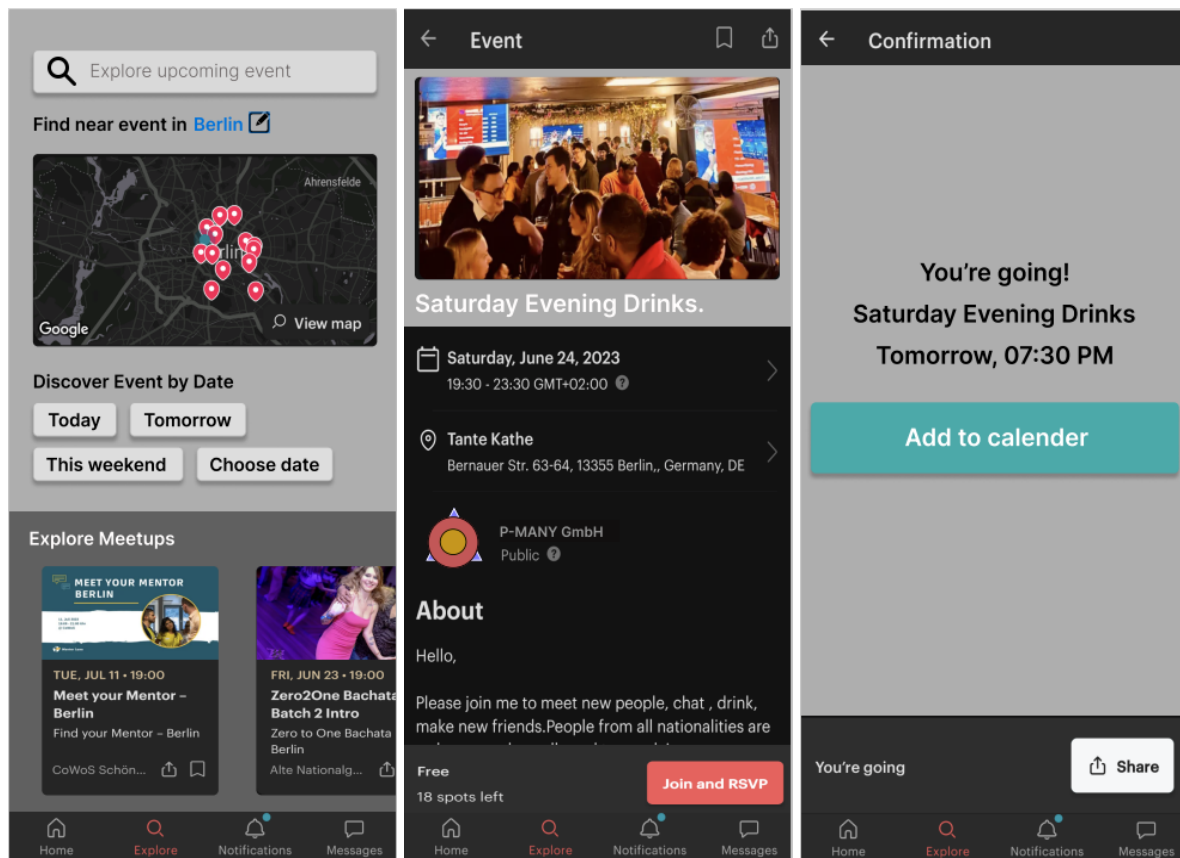 Explore upcoming event
Find near event in Berlin
Ahrensfelde
Google
View map
Discover Event by Date
Today
Tomorrow
This weekend
Choose date
Explore Meetups
MEET YOUR MENTOR
BERLIN
TUE, JUL 11 • 19:00
Meet your Mentor –
Berlin
Find your Mentor – Berlin
CoWoS Schön...
FRI, JUN 23 • 19:00
Zero2One Bachata
Batch 2 Intro
Zero to One Bachata
Berlin
Alte Nationalg...
Home
Explore
Notifications
Messages
Event
Saturday Evening Drinks.
Saturday, June 24, 2023
19:30 - 23:30 GMT+02:00
Tante Kathe
Bernauer Str. 63-64, 13355 Berlin,, Germany, DE
P-MANY GmbH
Public
About
Hello,
Please join me to meet new people, chat , drink,
make new friends.People from all nationalities are
Free
18 spots left
Join and RSVP
Home
Explore
Notifications
Messages
Confirmation
You’re going!
Saturday Evening Drinks
Tomorrow, 07:30 PM
Add to calender
You’re going
Share
Home
Explore
Notifications
Messages